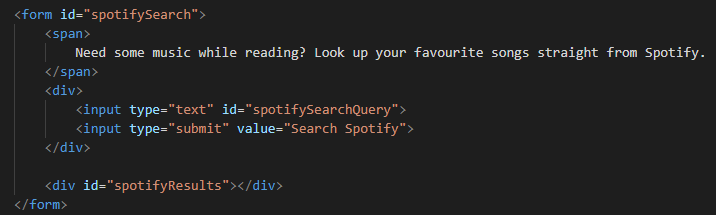 <form id="spotifySearch">
    <span>
        Need some music while reading? Look up your favourite songs straight from Spotify.
    </span>
    <div>
        <input type="text" id="spotifySearchQuery">
        <input type="submit" value="Search Spotify">
    </div>

    <div id="spotifyResults"></div>
</form>